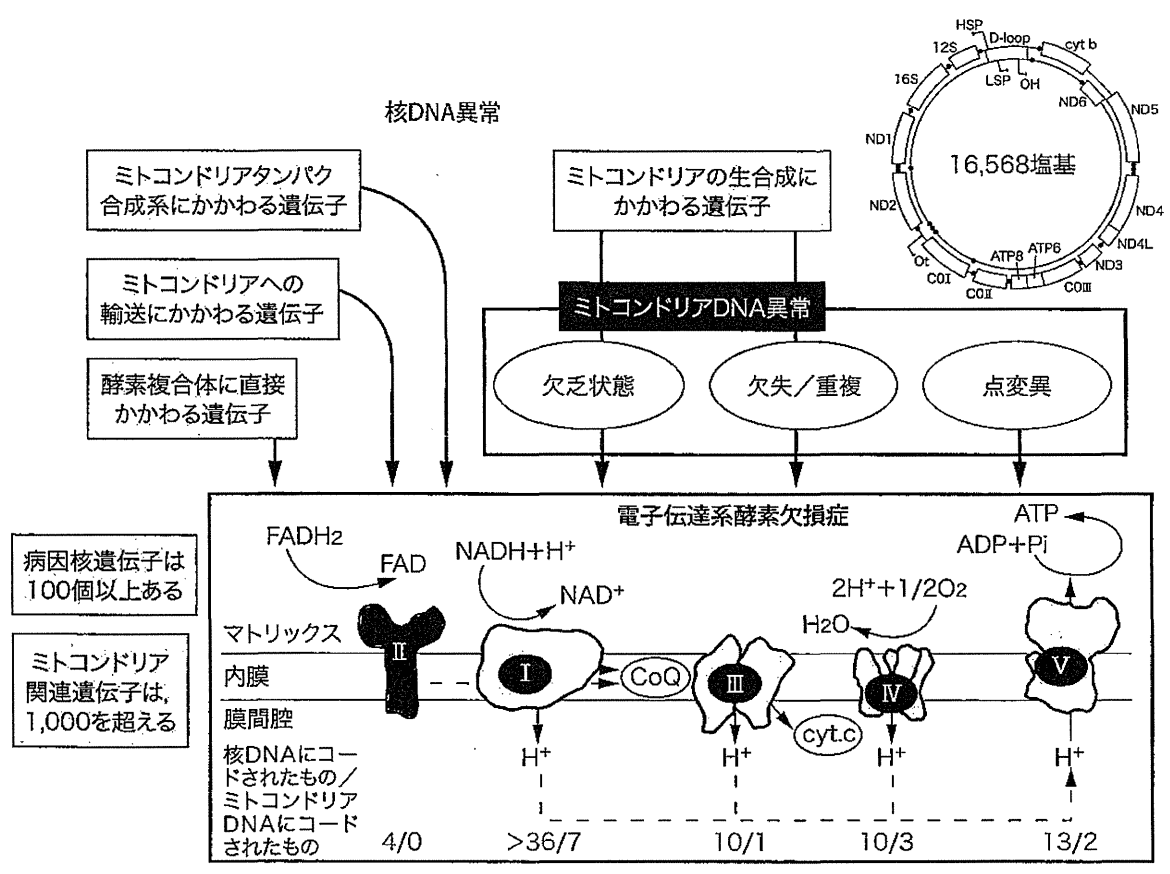 核DNA異常
ミトコンドリアタンパク
合成系にかかわる遺伝子
ミトコンドリアへの
輸送にかかわる遺伝子
酵素複合体に直接
かかわる遺伝子
ミトコンドリアの生合成に
かかわる遺伝子
HSP
D-loop
12S
cyt b
16S
LSP
OH
ND6
ND5
ND1
16,568塩基
ND2
ND4
ND4L
Ot
ATP8
ATP6
ND3
COⅠ
COⅡ
COⅢ
ミトコンドリアDNA異常
欠乏状態
欠失/重複
点変異
病因核遺伝子は
100個以上ある
ミトコンドリア
関連遺伝子は,
1,000を超える
電子伝達系酵素欠損症
FADH2
FAD
NADH+H⁺
NAD⁺
2H⁺+1/2O2
H2O
ATP
ADP+Pi
マトリックス
内膜
膜間腔
Ⅱ
Ⅰ
CoQ
Ⅲ
cyt.c
Ⅳ
Ⅴ
H⁺
H⁺
H⁺
H⁺
核DNAにコー
ドされたもの/
ミトコンドリア
DNAにコード
されたもの
4/0
>36/7
10/1
10/3
13/2